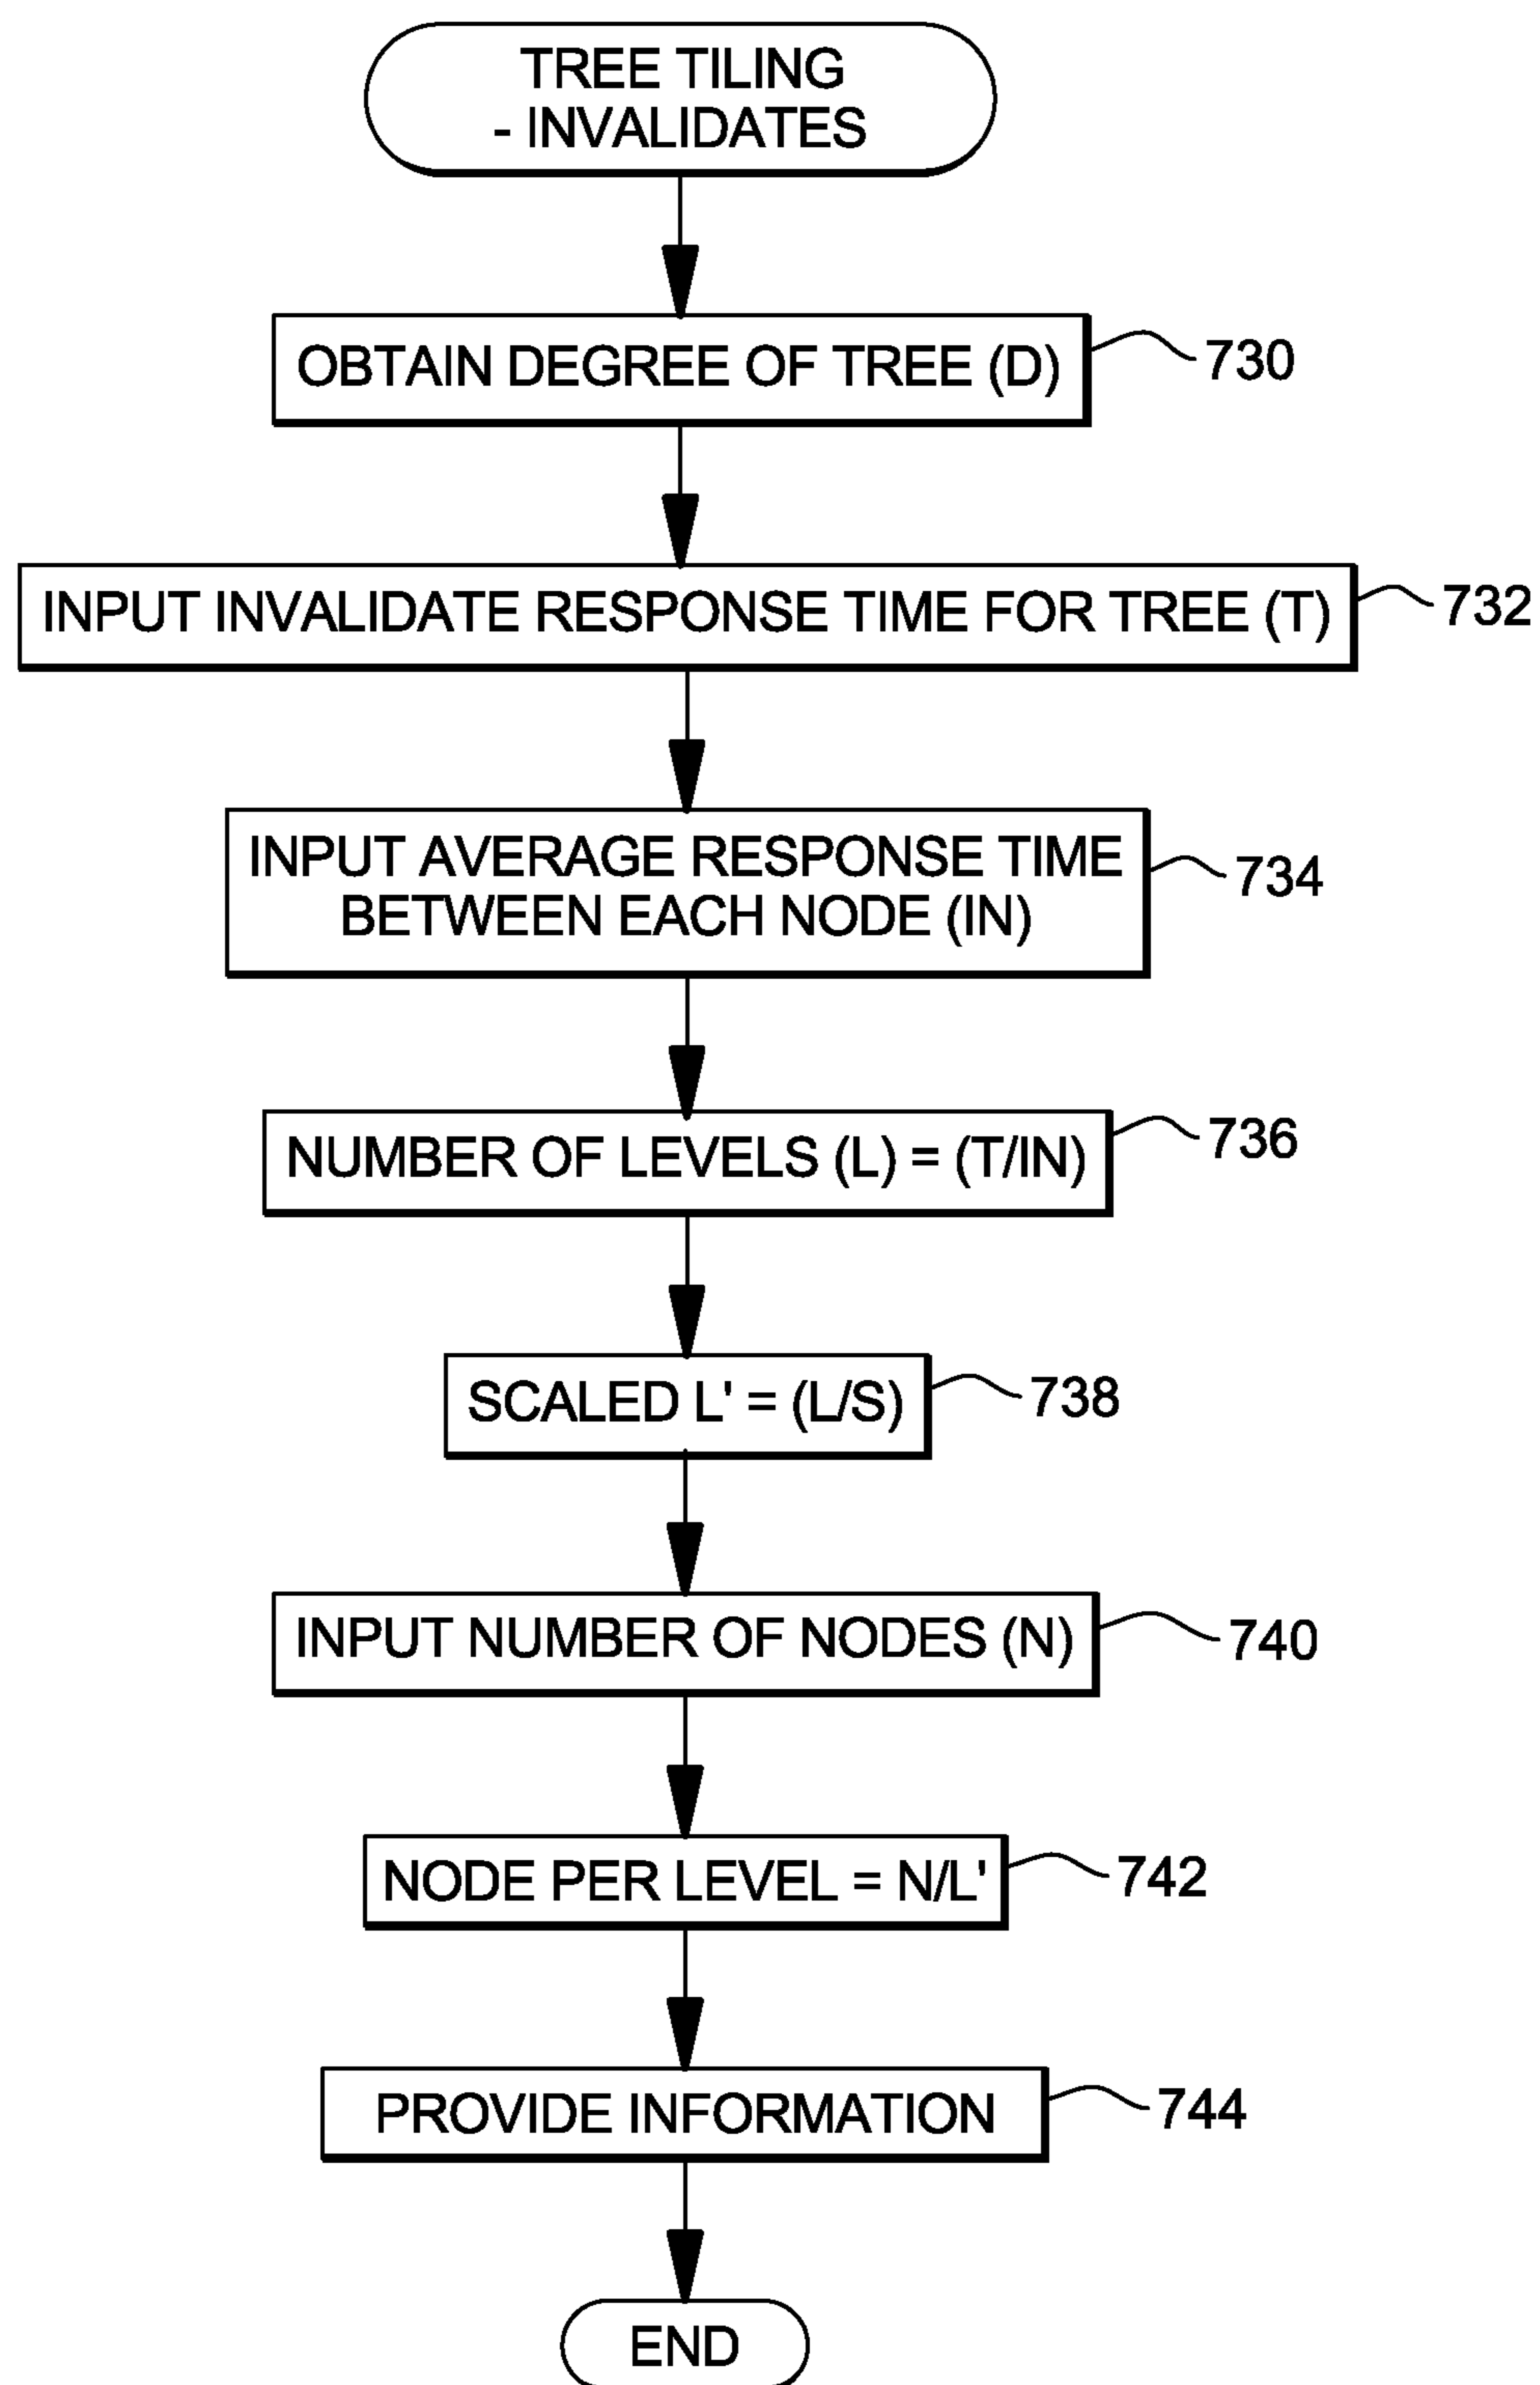 TREE TILING
- INVALIDATES
OBTAIN DEGREE OF TREE (D)
730
INPUT INVALIDATE RESPONSE TIME FOR TREE (T)
732
INPUT AVERAGE RESPONSE TIME
BETWEEN EACH NODE (IN)
734
NUMBER OF LEVELS (L) = (T/IN)
736
SCALED L' = (L/S)
738
INPUT NUMBER OF NODES (N)
740
NODE PER LEVEL = N/L'
742
PROVIDE INFORMATION
744
END